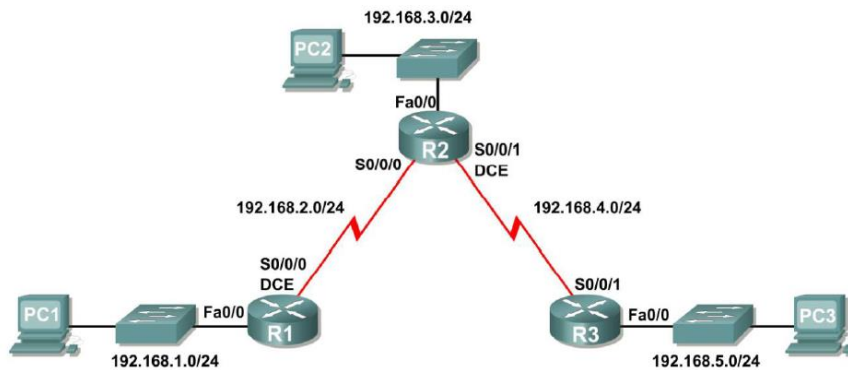 192.168.3.0/24
PC2
Fa0/0
R2
S0/0/0
S0/0/1
DCE
192.168.2.0/24
192.168.4.0/24
S0/0/0
DCE
S0/0/1
PC1
Fa0/0
R1
R3
Fa0/0
PC3
192.168.1.0/24
192.168.5.0/24